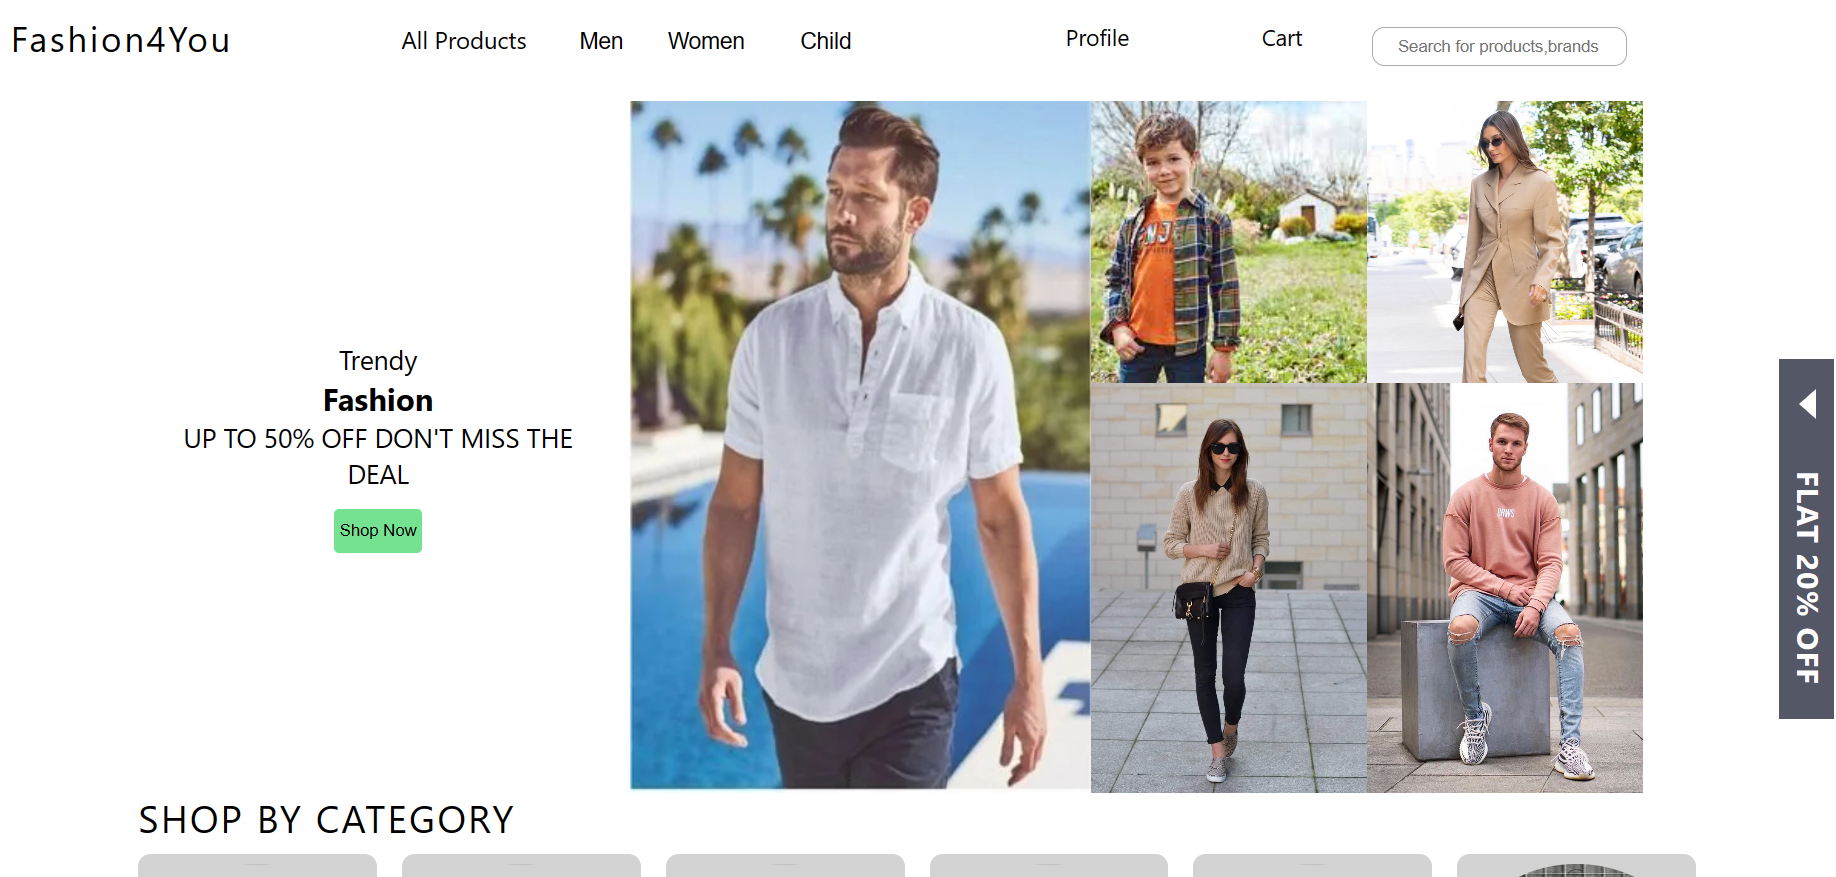 Fashion4You
All Products
Men
Women
Child
Profile
Cart
Search for products,brands
Trendy
Fashion
UP TO 50% OFF DON'T MISS THE
DEAL
Shop Now
DRWS
FLAT 20% OFF
SHOP BY CATEGORY